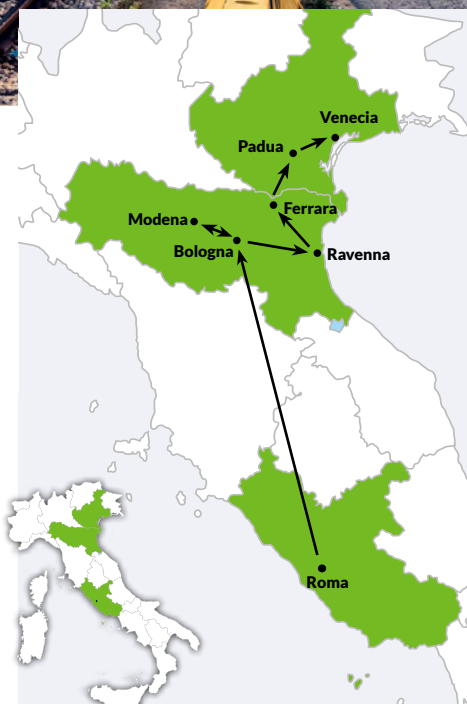 Venecia
Padua
Ferrara
Modena
Bologna
Ravenna
Roma